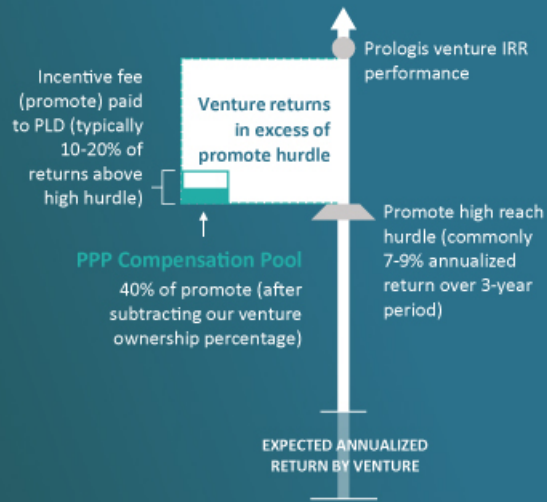 Prologis venture IRR
performance
Incentive fee
(promote) paid
to PLD (typically
10-20% of
returns above
high hurdle)
Venture returns
in excess of
promote hurdle
Promote high reach
hurdle (commonly
7-9% annualized
return over 3-year
period)
PPP Compensation Pool
40% of promote (after
subtracting our venture
ownership percentage)
EXPECTED ANNUALIZED
RETURN BY VENTURE